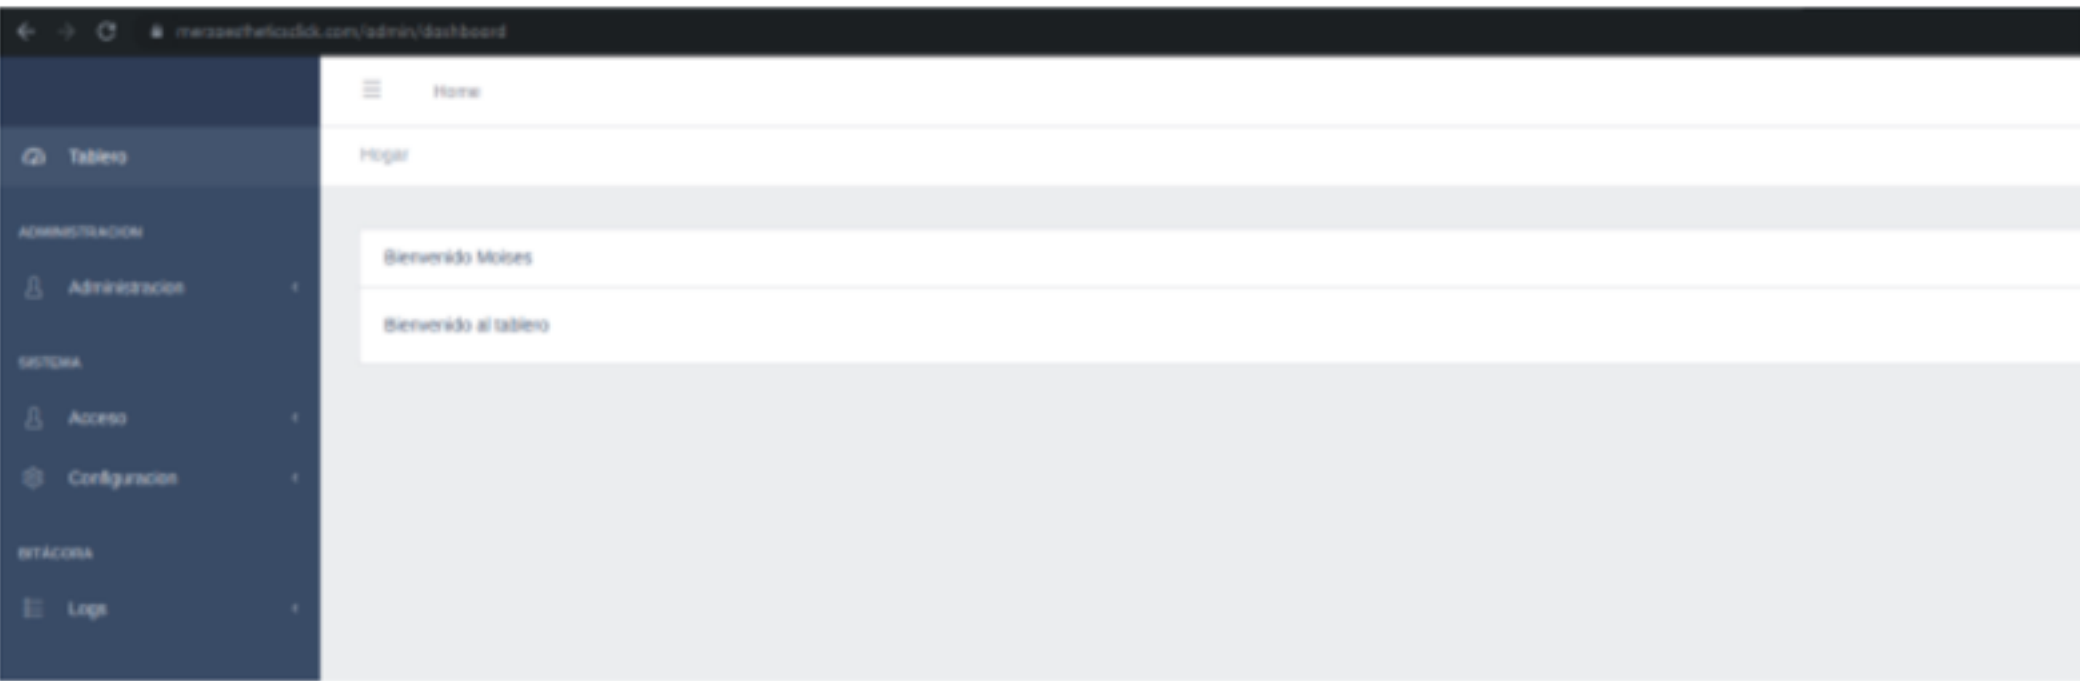 Home
Tablero
Hogar
ADMINISTRACION
Bienvenido Moises
Administracion
Bienvenido al tablero
SISTEMA
Acceso
Configuracion
BITÁCORA
Logs